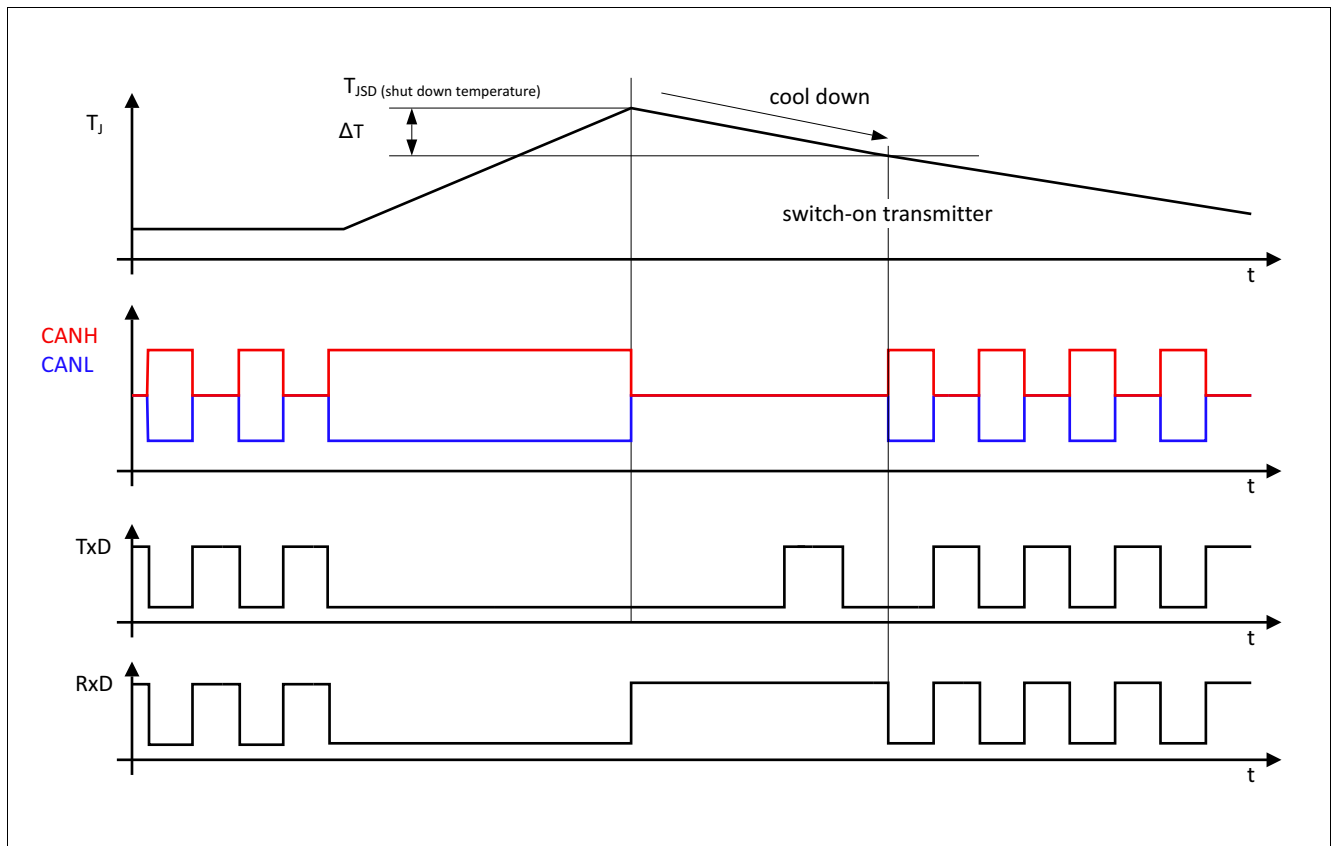 T_JSD (shut down temperature)
cool down
T_J
ΔT
switch-on transmitter
t
CANH
CANL
t
TxD
t
RxD
t